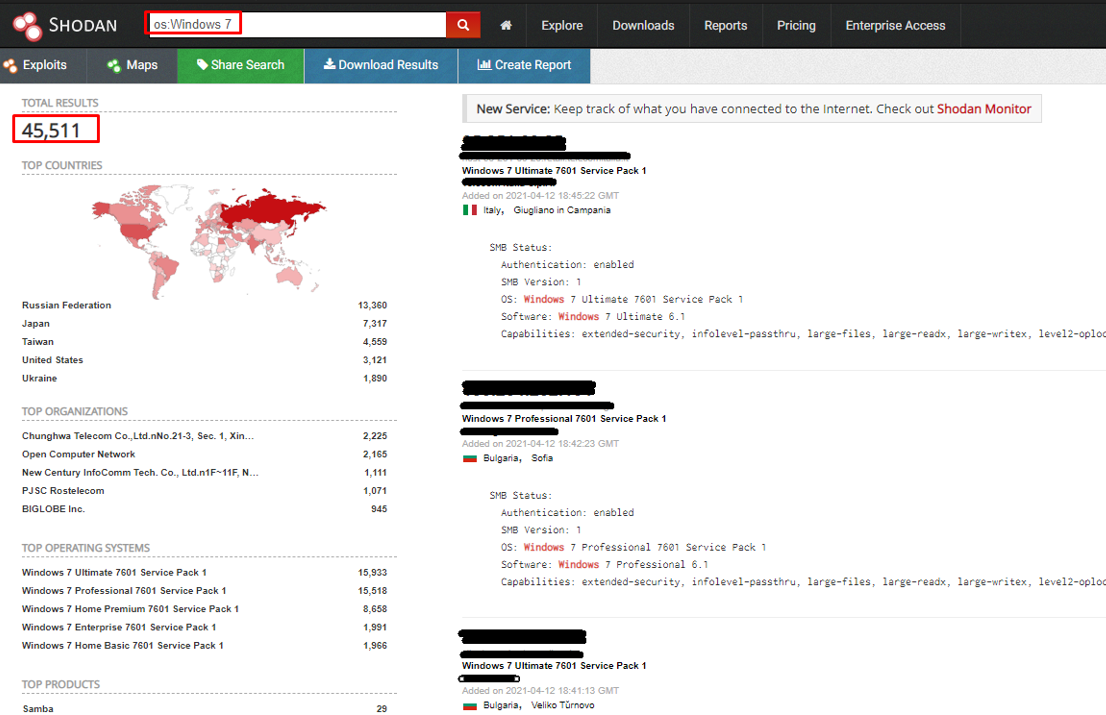 SHODAN
os:Windows 7
Explore
Downloads
Reports
Pricing
Enterprise Access
Exploits
Maps
Share Search
Download Results
Create Report
TOTAL RESULTS
45,511
TOP COUNTRIES
Russian Federation 13,360
Japan 7,317
Taiwan 4,559
United States 3,121
Ukraine 1,890
TOP ORGANIZATIONS
Chunghwa Telecom Co.,Ltd.nNo.21-3, Sec. 1, Xin... 2,225
Open Computer Network 2,165
New Century InfoComm Tech. Co., Ltd.n1F~11F, N... 1,111
PJSC Rostelecom 1,071
BIGLOBE Inc. 945
TOP OPERATING SYSTEMS
Windows 7 Ultimate 7601 Service Pack 1 15,933
Windows 7 Professional 7601 Service Pack 1 15,518
Windows 7 Home Premium 7601 Service Pack 1 8,658
Windows 7 Enterprise 7601 Service Pack 1 1,991
Windows 7 Home Basic 7601 Service Pack 1 1,966
TOP PRODUCTS
Samba 29
New Service: Keep track of what you have connected to the Internet. Check out Shodan Monitor
Windows 7 Ultimate 7601 Service Pack 1
Added on 2021-04-12 18:45:22 GMT
Italy, Giugliano in Campania
SMB Status:
Authentication: enabled
SMB Version: 1
OS: Windows 7 Ultimate 7601 Service Pack 1
Software: Windows 7 Ultimate 6.1
Capabilities: extended-security, infolevel-passthru, large-files, large-readx, large-writex, level2-oploc
Windows 7 Professional 7601 Service Pack 1
Added on 2021-04-12 18:42:23 GMT
Bulgaria, Sofia
SMB Status:
Authentication: enabled
SMB Version: 1
OS: Windows 7 Professional 7601 Service Pack 1
Software: Windows 7 Professional 6.1
Capabilities: extended-security, infolevel-passthru, large-files, large-readx, large-writex, level2-oploc
Windows 7 Ultimate 7601 Service Pack 1
Added on 2021-04-12 18:41:13 GMT
Bulgaria, Veliko Tŭrnovo